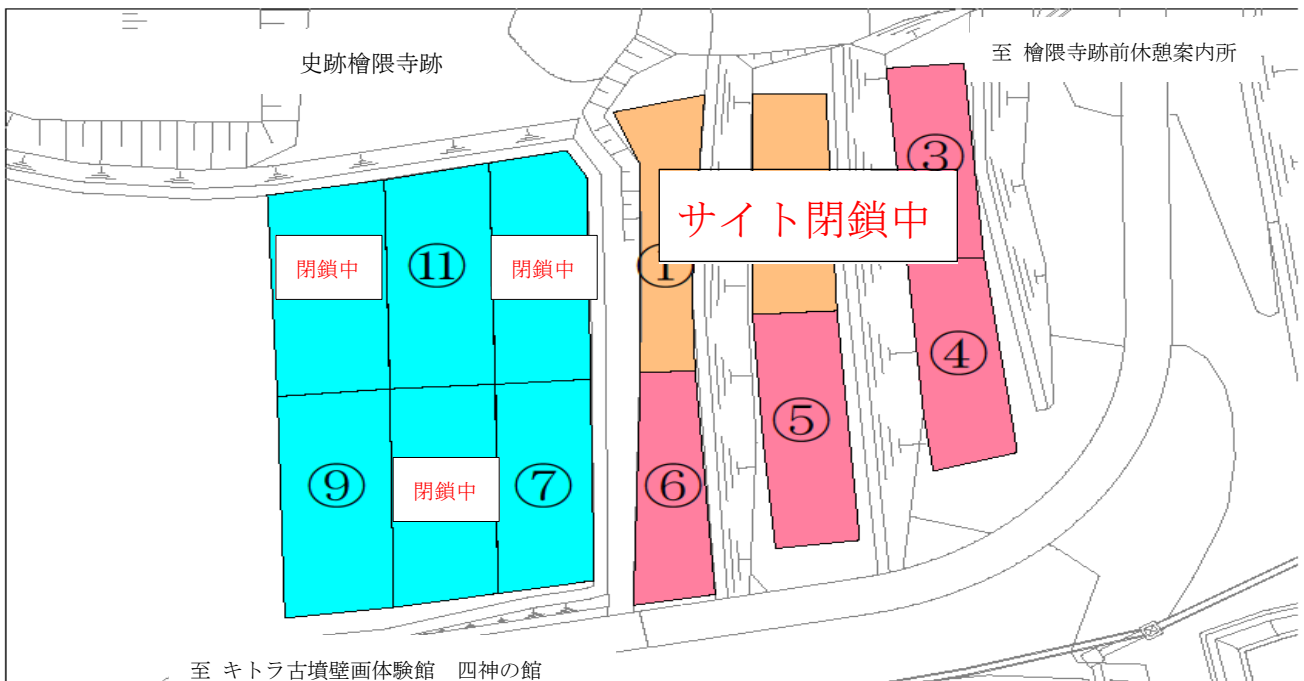 史跡檜隈寺跡
至 檜隈寺跡前休憩案内所
③
サイト閉鎖中
閉鎖中
⑪
閉鎖中
①
④
⑤
⑨
閉鎖中
⑦
⑥
至 キトラ古墳壁画体験館 四神の館